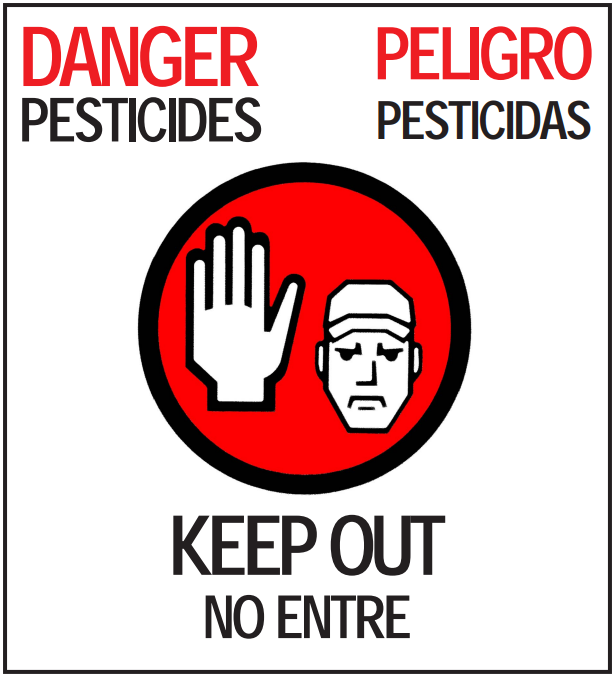 DANGER
PESTICIDES
PELIGRO
PESTICIDAS
KEEP OUT
NO ENTRE